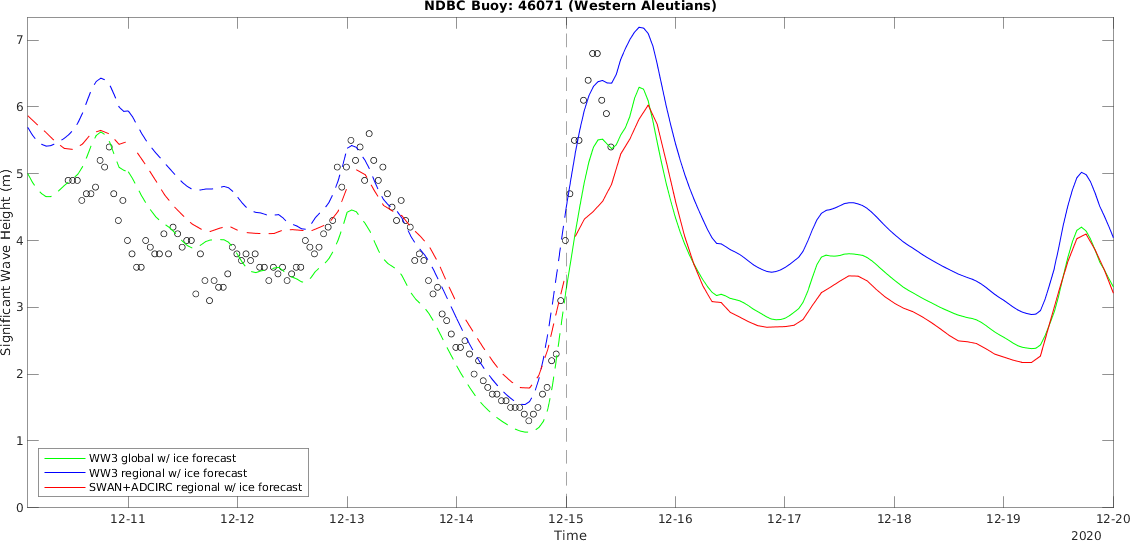 NDBC Buoy: 46071 (Western Aleutians)
Significant Wave Height (m)
7
6
5
4
3
2
1
0
WW3 global w/ ice forecast
WW3 regional w/ ice forecast
SWAN+ADCIRC regional w/ ice forecast
12-11 12-12 12-13 12-14 12-15 12-16 12-17 12-18 12-19 12-20
Time
2020